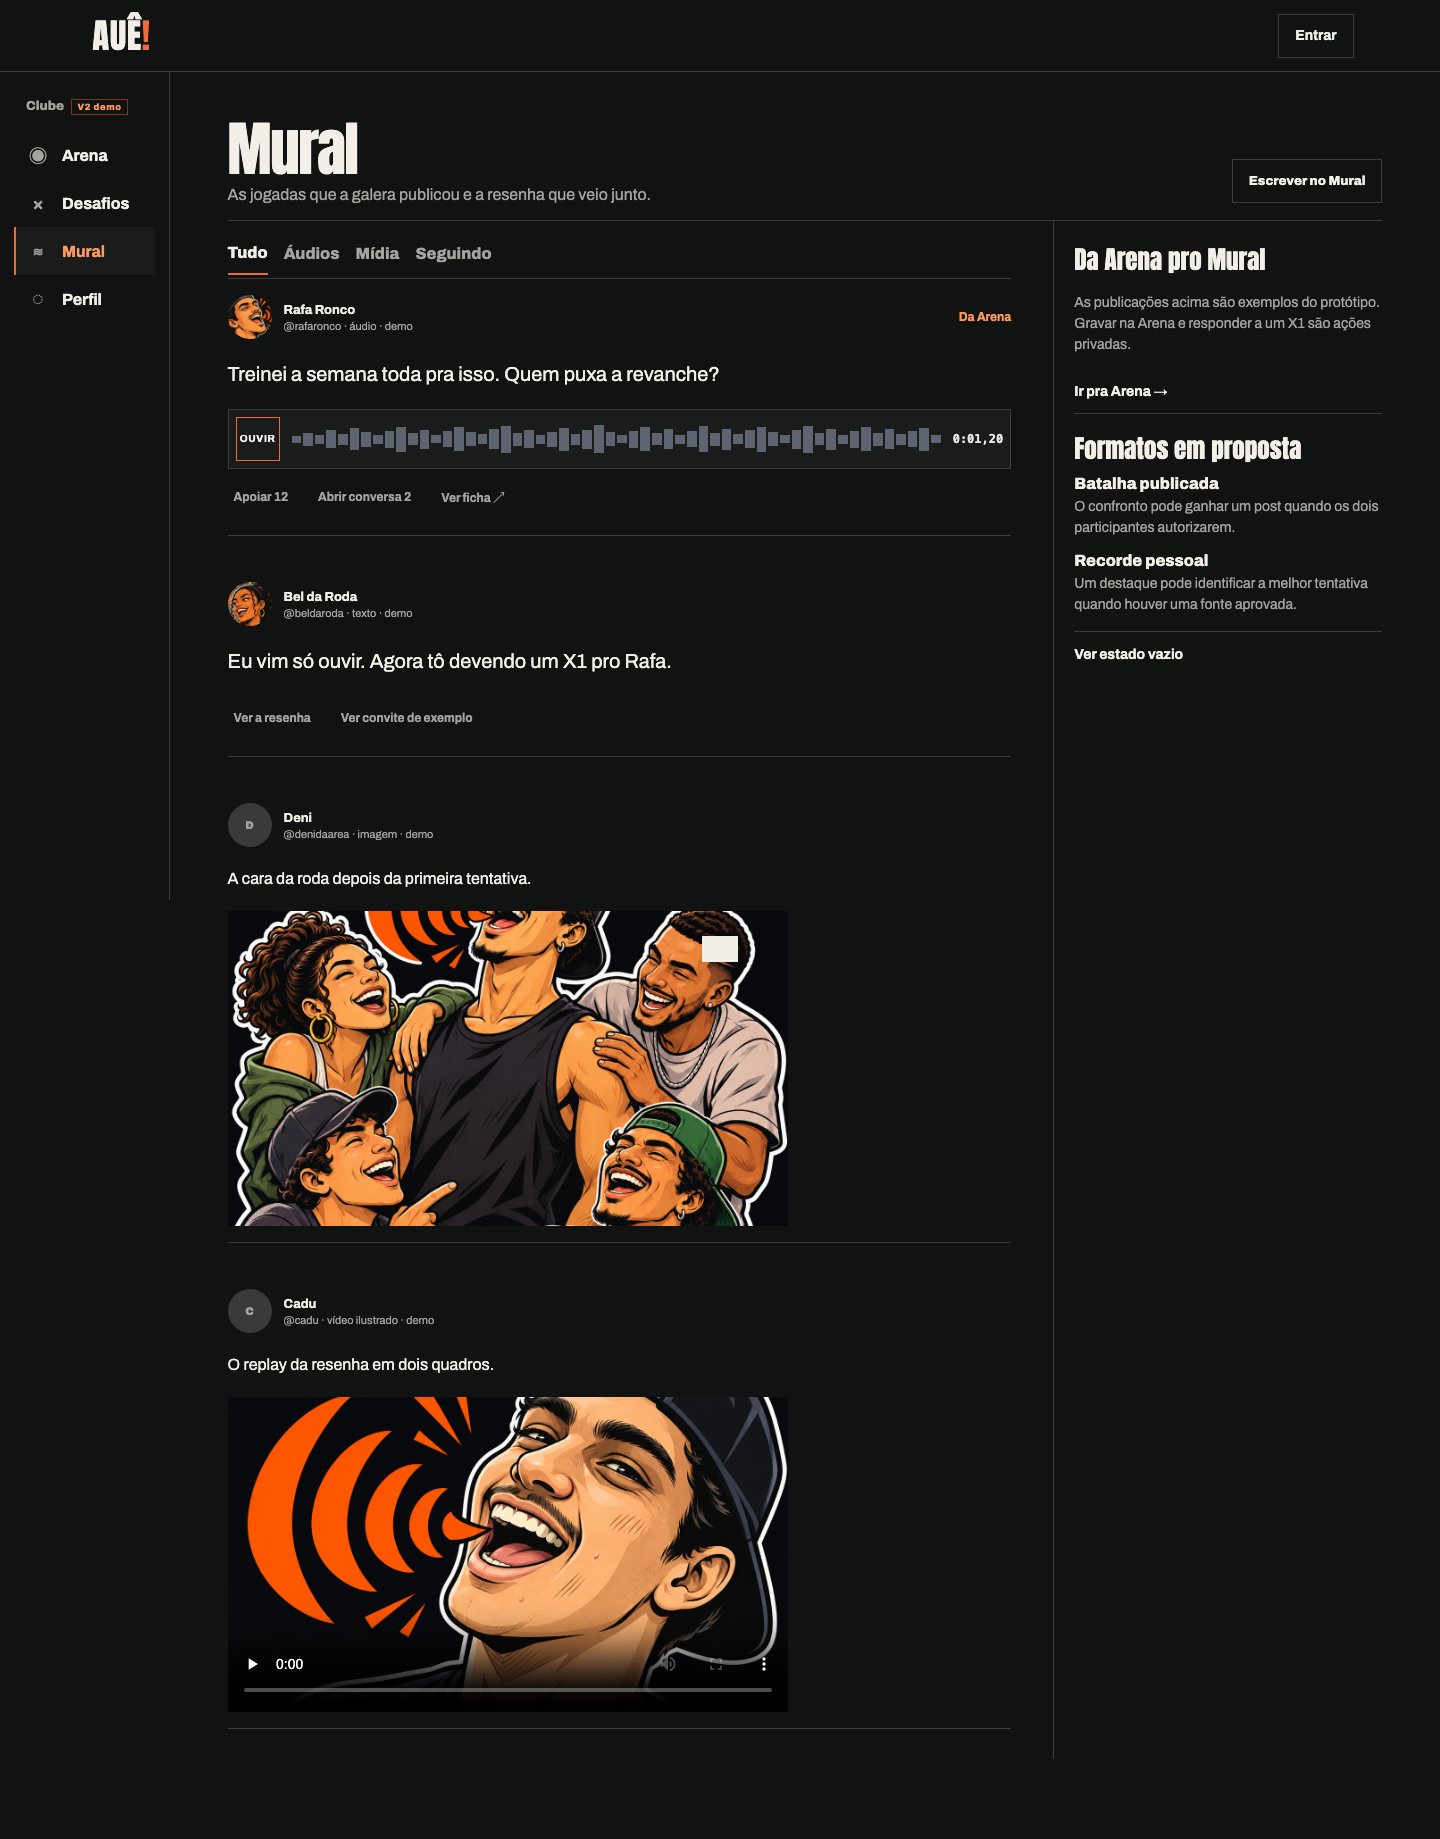 AUÊ!
Entrar
Clube V2 demo
Arena
Desafios
Mural
Perfil
Mural
As jogadas que a galera publicou e a resenha que veio junto.
Escrever no Mural
Tudo Áudios Mídia Seguindo
Rafa Ronco
@rafaronco · áudio · demo
Da Arena
Treinei a semana toda pra isso. Quem puxa a revanche?
OUVIR
0:01,20
Apoiar 12 Abrir conversa 2 Ver ficha ↗
Bel da Roda
@beldaroda · texto · demo
Eu vim só ouvir. Agora tô devendo um X1 pro Rafa.
Ver a resenha Ver convite de exemplo
D
Deni
@denidaarea · imagem · demo
A cara da roda depois da primeira tentativa.
C
Cadu
@cadu · vídeo ilustrado · demo
O replay da resenha em dois quadros.
0:00
Da Arena pro Mural
As publicações acima são exemplos do protótipo.
Gravar na Arena e responder a um X1 são ações
privadas.
Ir pra Arena →
Formatos em proposta
Batalha publicada
O confronto pode ganhar um post quando os dois
participantes autorizarem.
Recorde pessoal
Um destaque pode identificar a melhor tentativa
quando houver uma fonte aprovada.
Ver estado vazio